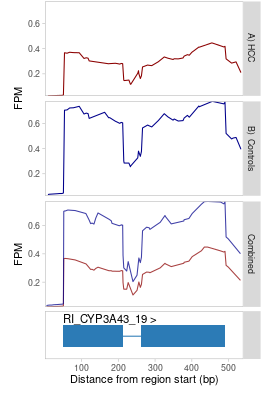 0.6
0.4
0.2
A) HCC
FPM
0.6
0.4
0.2
B) Controls
0.6
0.4
0.2
FPM
Combined
RI_CYP3A43_19 >
100 200 300 400 500
Distance from region start (bp)